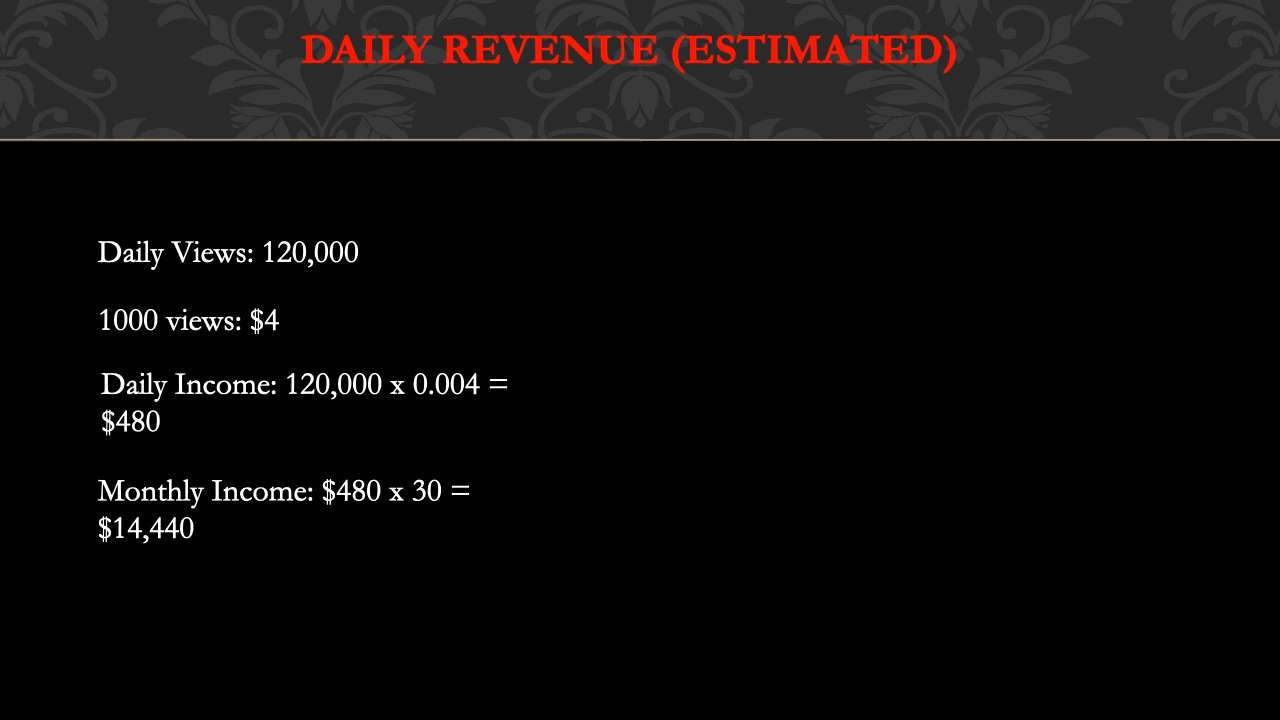 DAILY REVENUE (ESTIMATED)
Daily Views: 120,000
1000 views: $4
Daily Income: 120,000 x 0.004 =
$480
Monthly Income: $480 x 30 =
$14,440